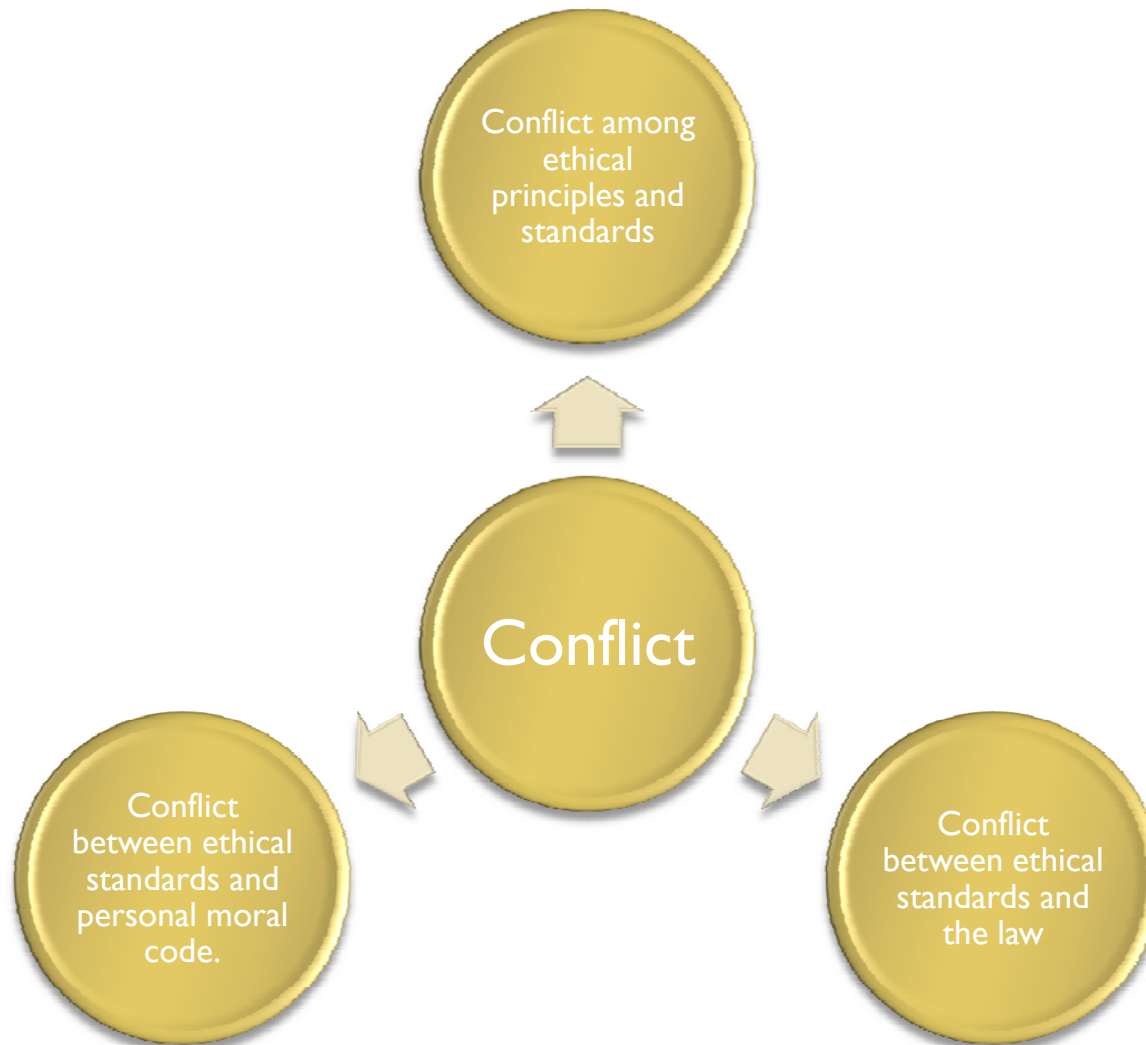 Conflict among
ethical
principles and
standards
Conflict
Conflict
between ethical
standards and
personal moral
code.
Conflict
between ethical
standards and
the law